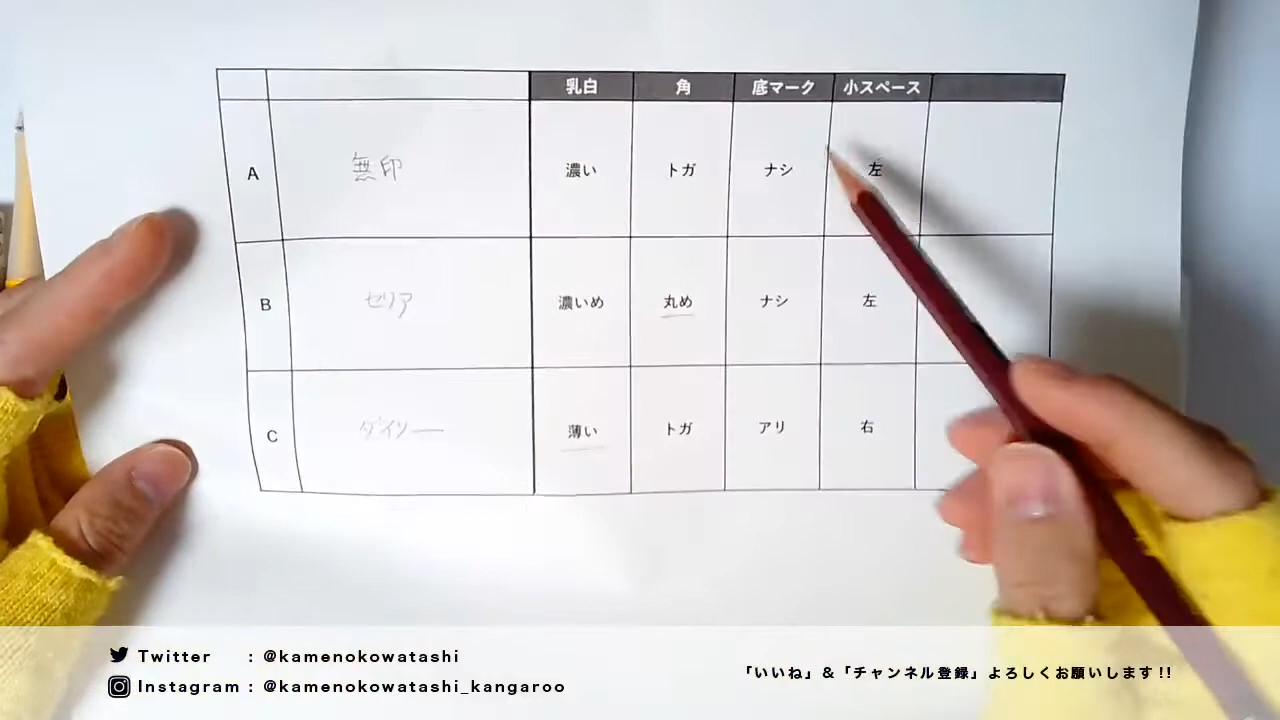 乳白 角 底マーク 小スペース
A 無印 濃い トガ ナシ 左
B セリア 濃いめ 丸め ナシ 左
C ダイソー 薄い トガ アリ 右
Twitter : @kamenokowatashi
Instagram : @kamenokowatashi_kangaroo
「いいね」&「チャンネル登録」よろしくお願いします!!